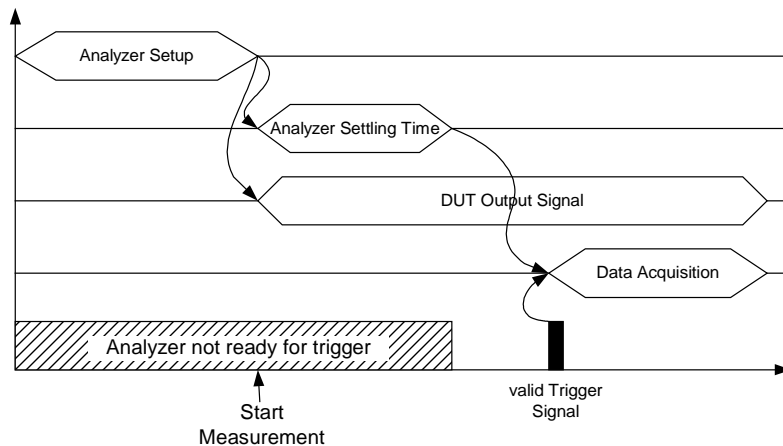 Analyzer Setup
Analyzer Settling Time
DUT Output Signal
Data Acquisition
Analyzer not ready for trigger
valid Trigger
Signal
Start
Measurement